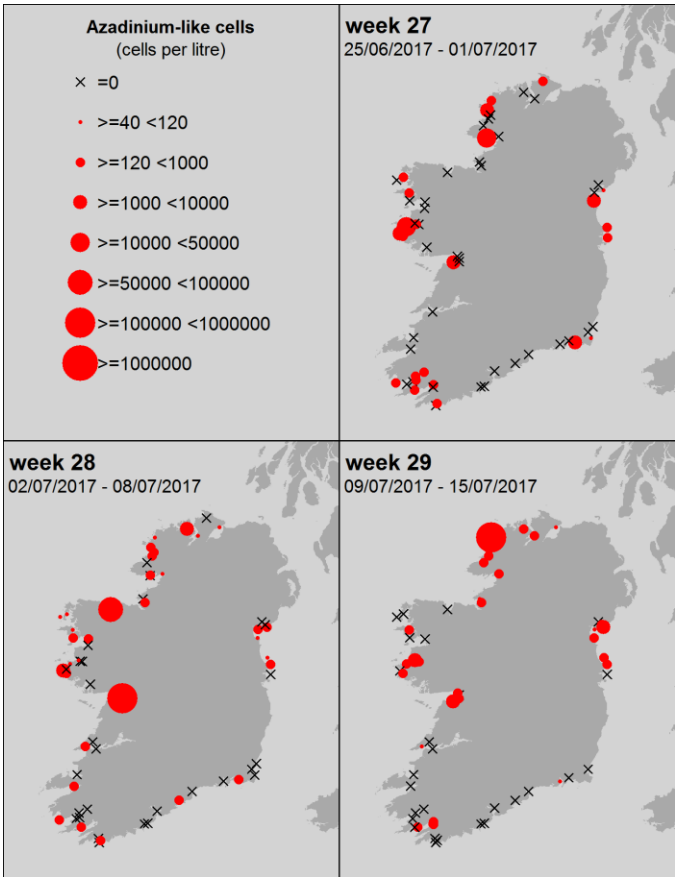 Azadinium-like cells
(cells per litre)
=0
>=40 <120
>=120 <1000
>=1000 <10000
>=10000 <50000
>=50000 <100000
>=100000 <1000000
>=1000000
week 27
25/06/2017 - 01/07/2017
week 28
02/07/2017 - 08/07/2017
week 29
09/07/2017 - 15/07/2017